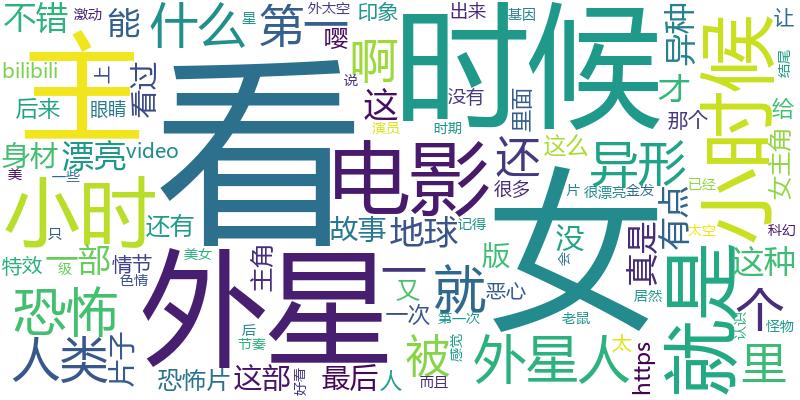 不错
激动
能
什么
第一
嘤
印象
出来
外太空
星
基因
异种
让
结尾
主
上
看过
看
啊
时候
小时候
bilibili
后来
眼睛
这
说
没有
里面
才
那个
给
女主角
身材
漂亮
video
电影
还
演员
时期
这么
异形
美
一些
小时
还有
故事
地球
很多
女
片
很漂亮
金发
已经
有点
太空
科幻
只
特效
一部
情节
美女
主角
外星
一
就
版
没
会
真是
就是
这种
恐怖
一级
色情
又
恶心
记得
居然
个
认识
怪物
人类
片子
后
节奏
一次
第一次
老鼠
被
感觉
外星人
太
https
里
恐怖片
这部
好看
最后
人
而且